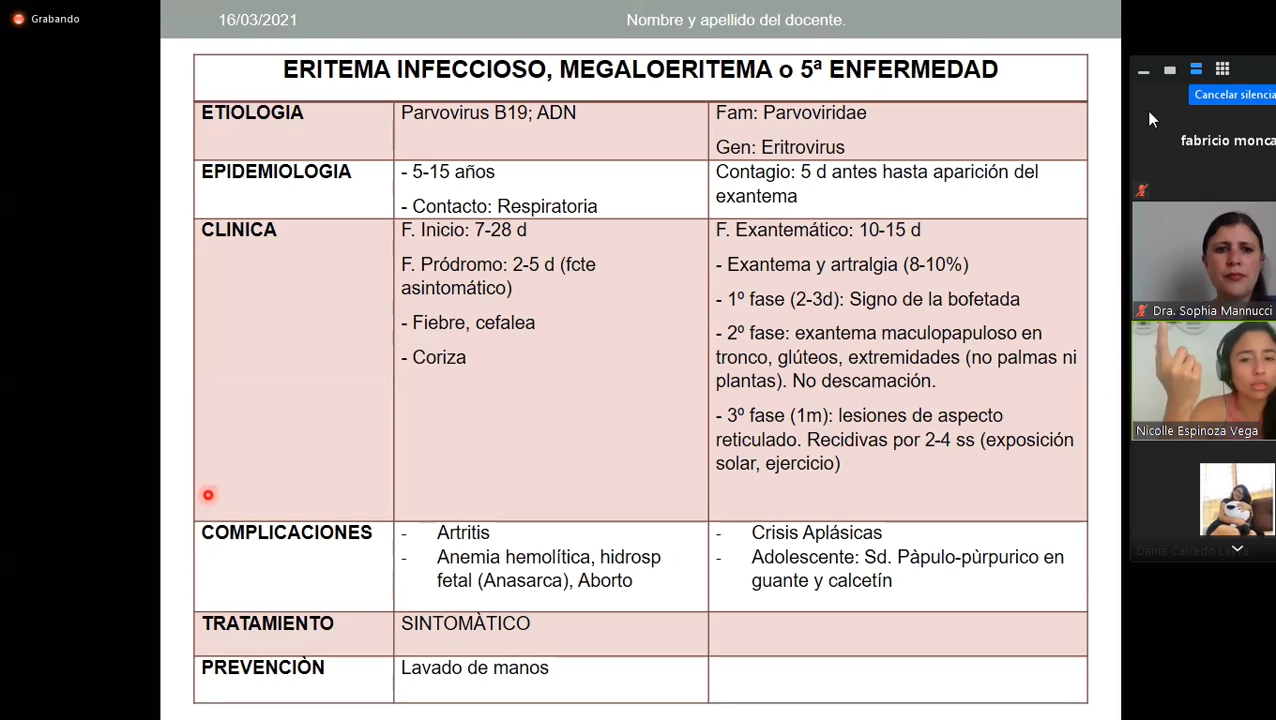 Grabando
16/03/2021
Nombre y apellido del docente.
ERITEMA INFECCIOSO, MEGALOERITEMA o 5ª ENFERMEDAD
ETIOLOGIA
Parvovirus B19; ADN
Fam: Parvoviridae
Gen: Eritrovirus
EPIDEMIOLOGIA
- 5-15 años
- Contacto: Respiratoria
Contagio: 5 d antes hasta aparición del
exantema
CLINICA
F. Inicio: 7-28 d
F. Pródromo: 2-5 d (fcte
asintomático)
- Fiebre, cefalea
- Coriza
F. Exantemático: 10-15 d
- Exantema y artralgia (8-10%)
- 1º fase (2-3d): Signo de la bofetada
- 2º fase: exantema maculopapuloso en
tronco, glúteos, extremidades (no palmas ni
plantas). No descamación.
- 3º fase (1m): lesiones de aspecto
reticulado. Recidivas por 2-4 ss (exposición
solar, ejercicio)
COMPLICACIONES
- Artritis
- Anemia hemolítica, hidrosp
fetal (Anasarca), Aborto
- Crisis Aplásicas
- Adolescente: Sd. Pàpulo-pùrpurico en
guante y calcetín
TRATAMIENTO
SINTOMÀTICO
PREVENCIÒN
Lavado de manos
Cancelar silencia
fabricio monca
Dra. Sophia Mannucci
Nicolle Espinoza Vega
Dania Caicedo